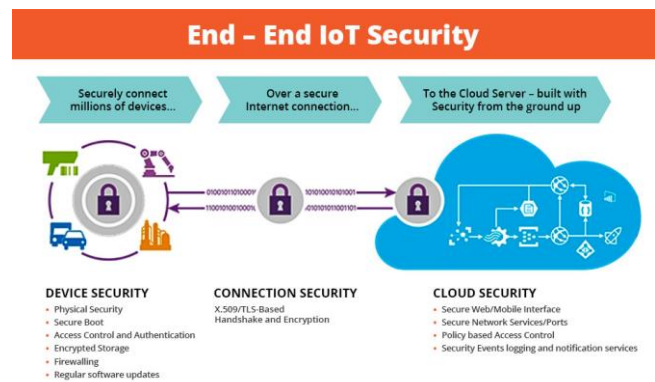 End – End IoT Security
Securely connect
millions of devices...
Over a secure
Internet connection...
To the Cloud Server – built with
Security from the ground up
DEVICE SECURITY
• Physical Security
• Secure Boot
• Access Control and Authentication
• Encrypted Storage
• Firewalling
• Regular software updates
CONNECTION SECURITY
X.509/TLS-Based
Handshake and Encryption
CLOUD SECURITY
• Secure Web/Mobile Interface
• Secure Network Services/Ports
• Policy based Access Control
• Security Events logging and notification services